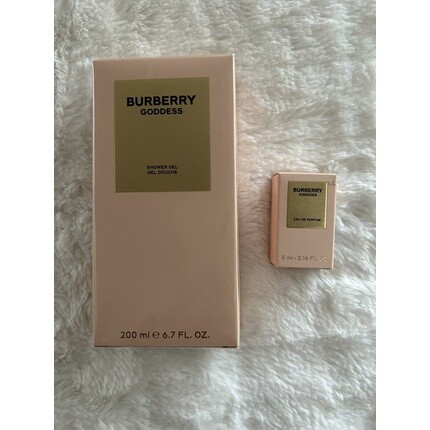 BURBERRY
GODDESS
SHOWER GEL
GEL DOUCHE
200 ml ℮ 6.7 FL. OZ.
BURBERRY
GODDESS
EAU DE PARFUM
5 ml - 0.16 FL. OZ.